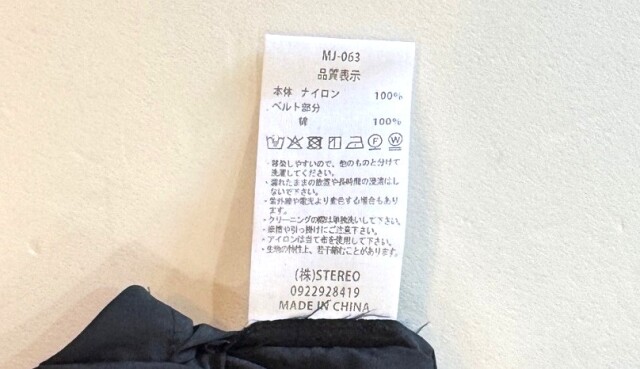 MJ-063
品質表示
本体 ナイロン 100%
ベルト部分
綿 100%
・移染しやすいので、他のものと分けて
洗濯してください。
・濡れたままの放置や長時間の浸漬はし
ないで下さい。
・紫外線や電光より変色する場合もあり
ます。
・クリーニングの際は単独洗いして下さい。
・摩擦や引っ掛けにご注意下さい。
・アイロンは当て布を使用して下さい。
・生物の特性上、若干縮むことがあります。
(株)STEREO
0922928419
MADE IN CHINA